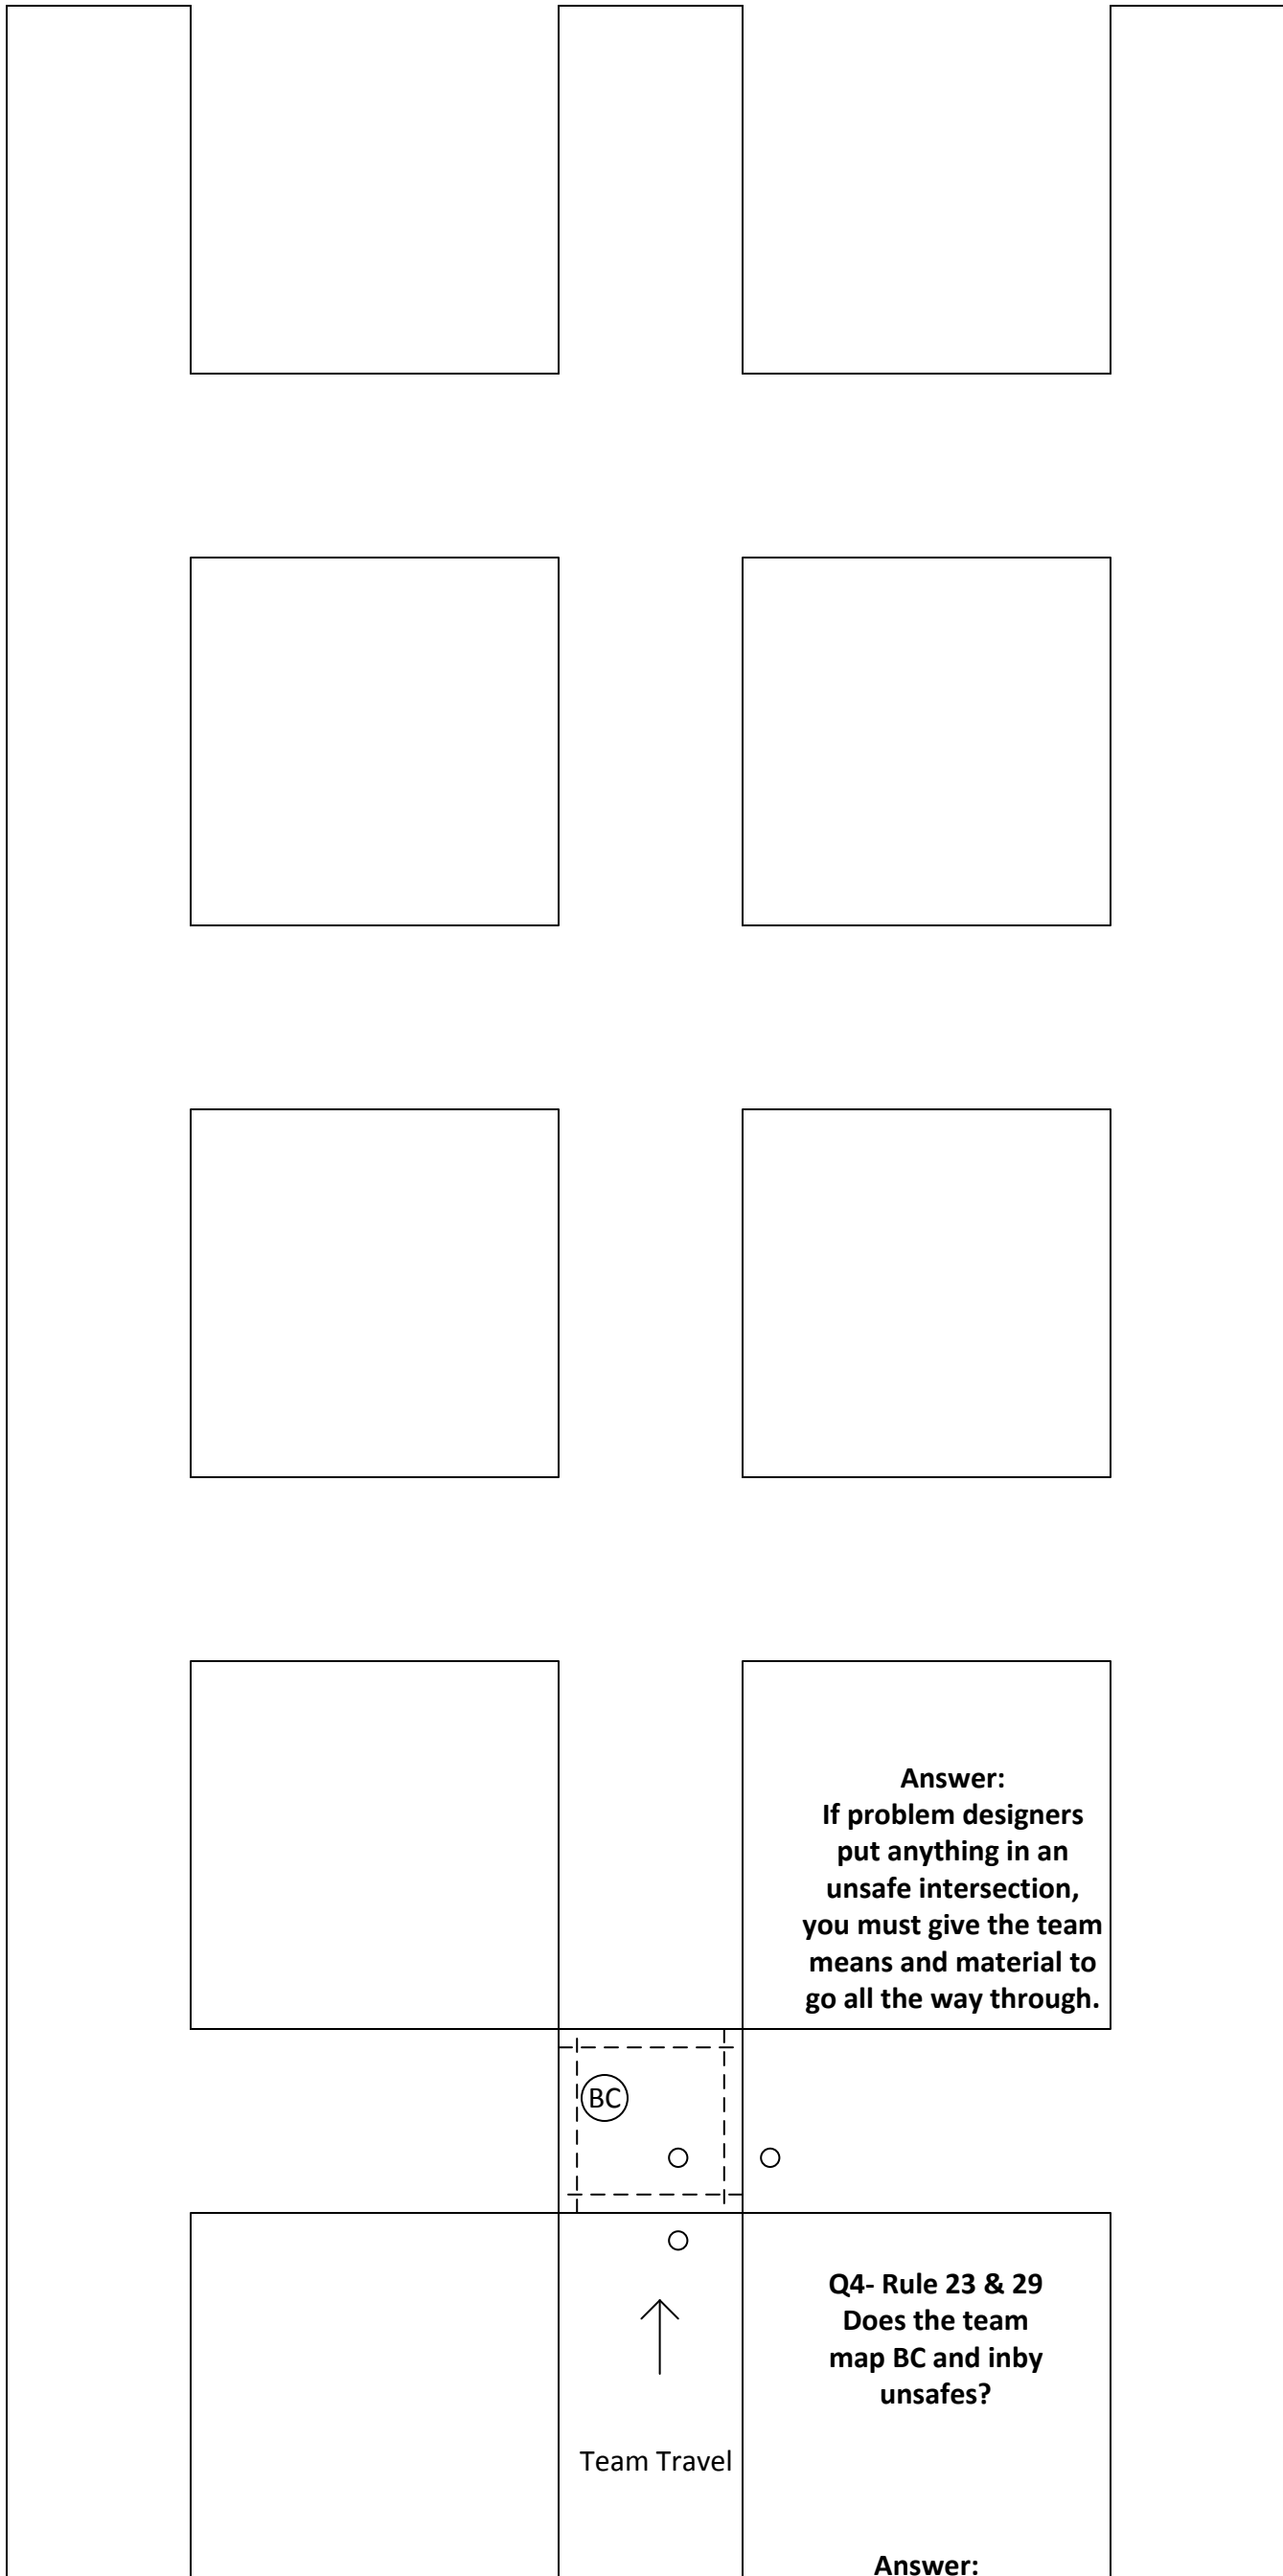 Answer:
If problem designers
put anything in an
unsafe intersection,
you must give the team
means and material to
go all the way through.
BC
Q4- Rule 23 & 29
Does the team
map BC and inby
unsafes?
Team Travel
Answer: